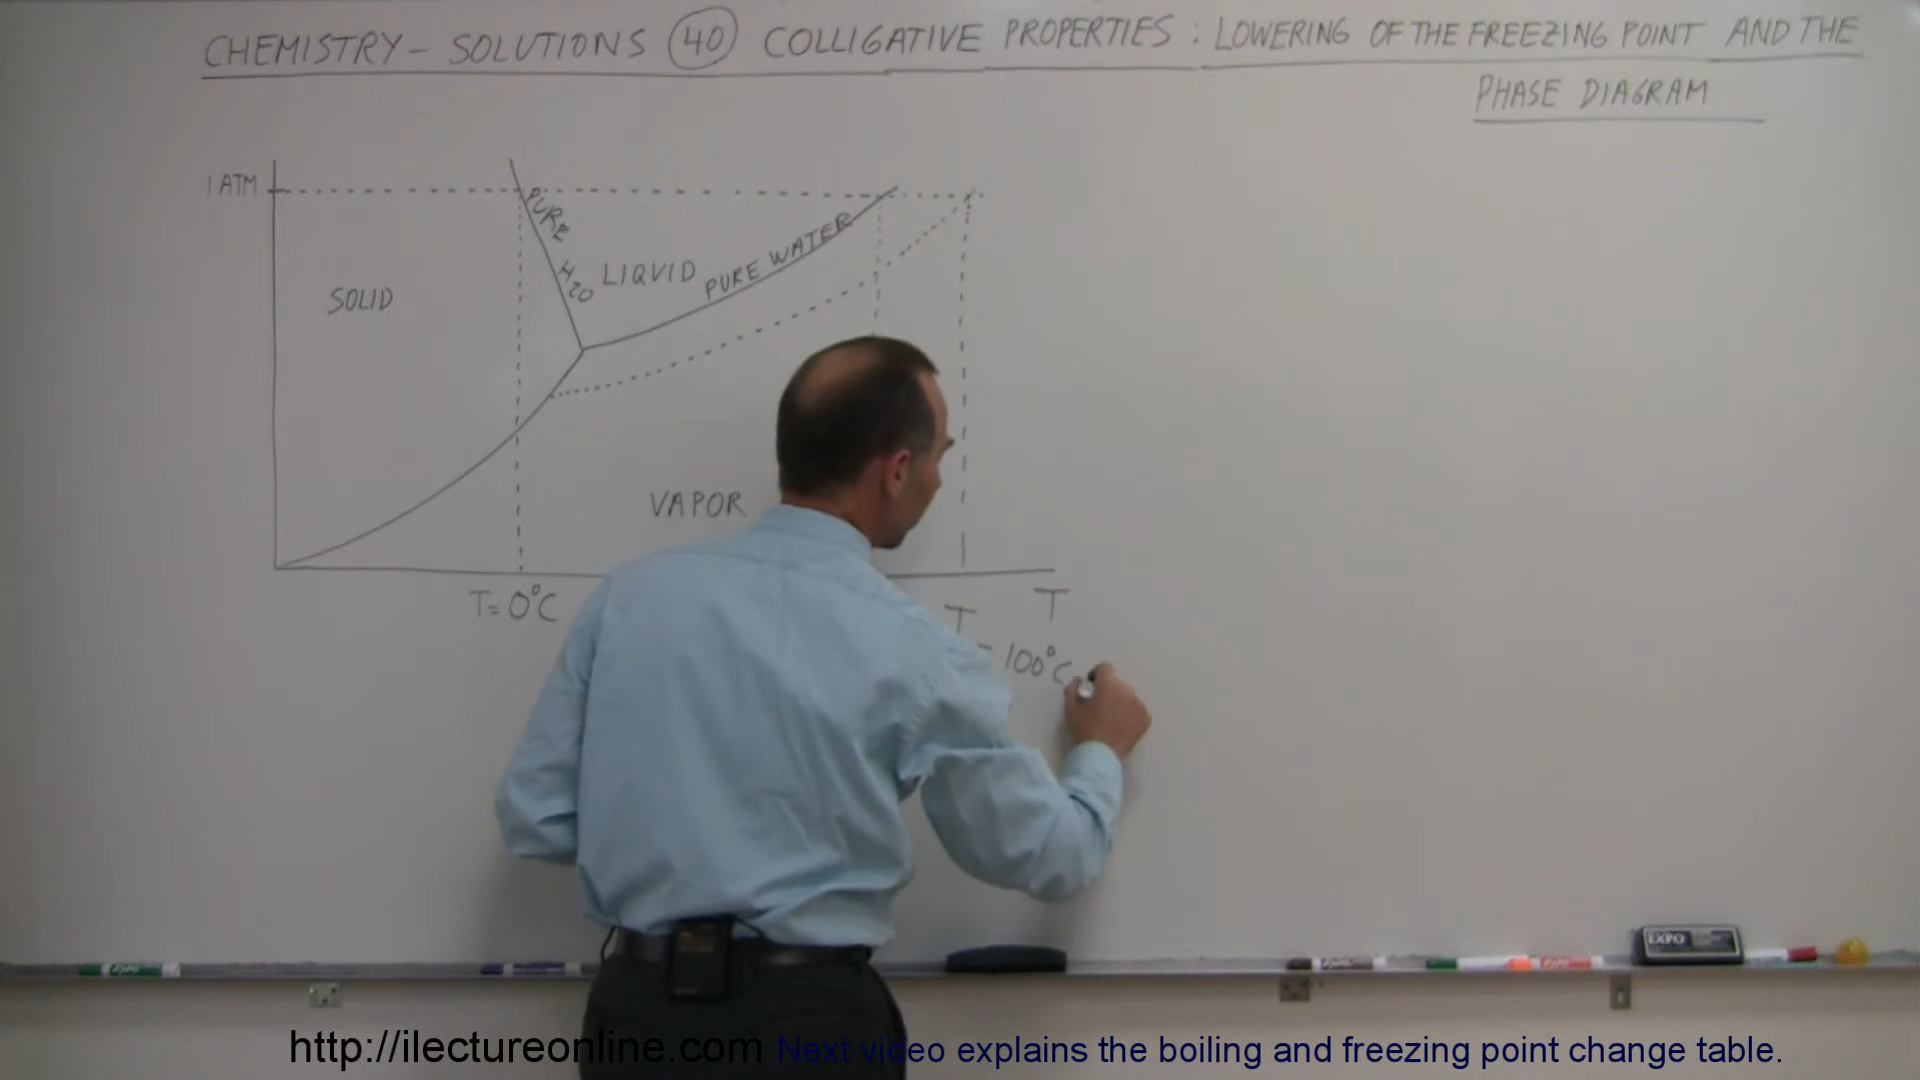 CHEMISTRY - SOLUTIONS 40 COLLIGATIVE PROPERTIES : LOWERING OF THE FREEZING POINT AND THE
PHASE DIAGRAM
1 ATM
PURE H2O
LIQUID
PURE WATER
SOLID
VAPOR
T=0°C
T
T
= 100°C
EXPO
http://ilectureonline.com Next video explains the boiling and freezing point change table.